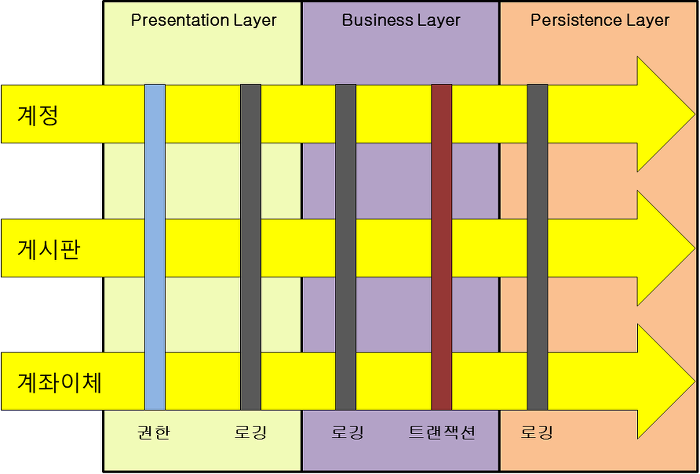 Presentation Layer
Business Layer
Persistence Layer
계정
게시판
계좌이체
권한
로깅
로깅
트랜잭션
로깅